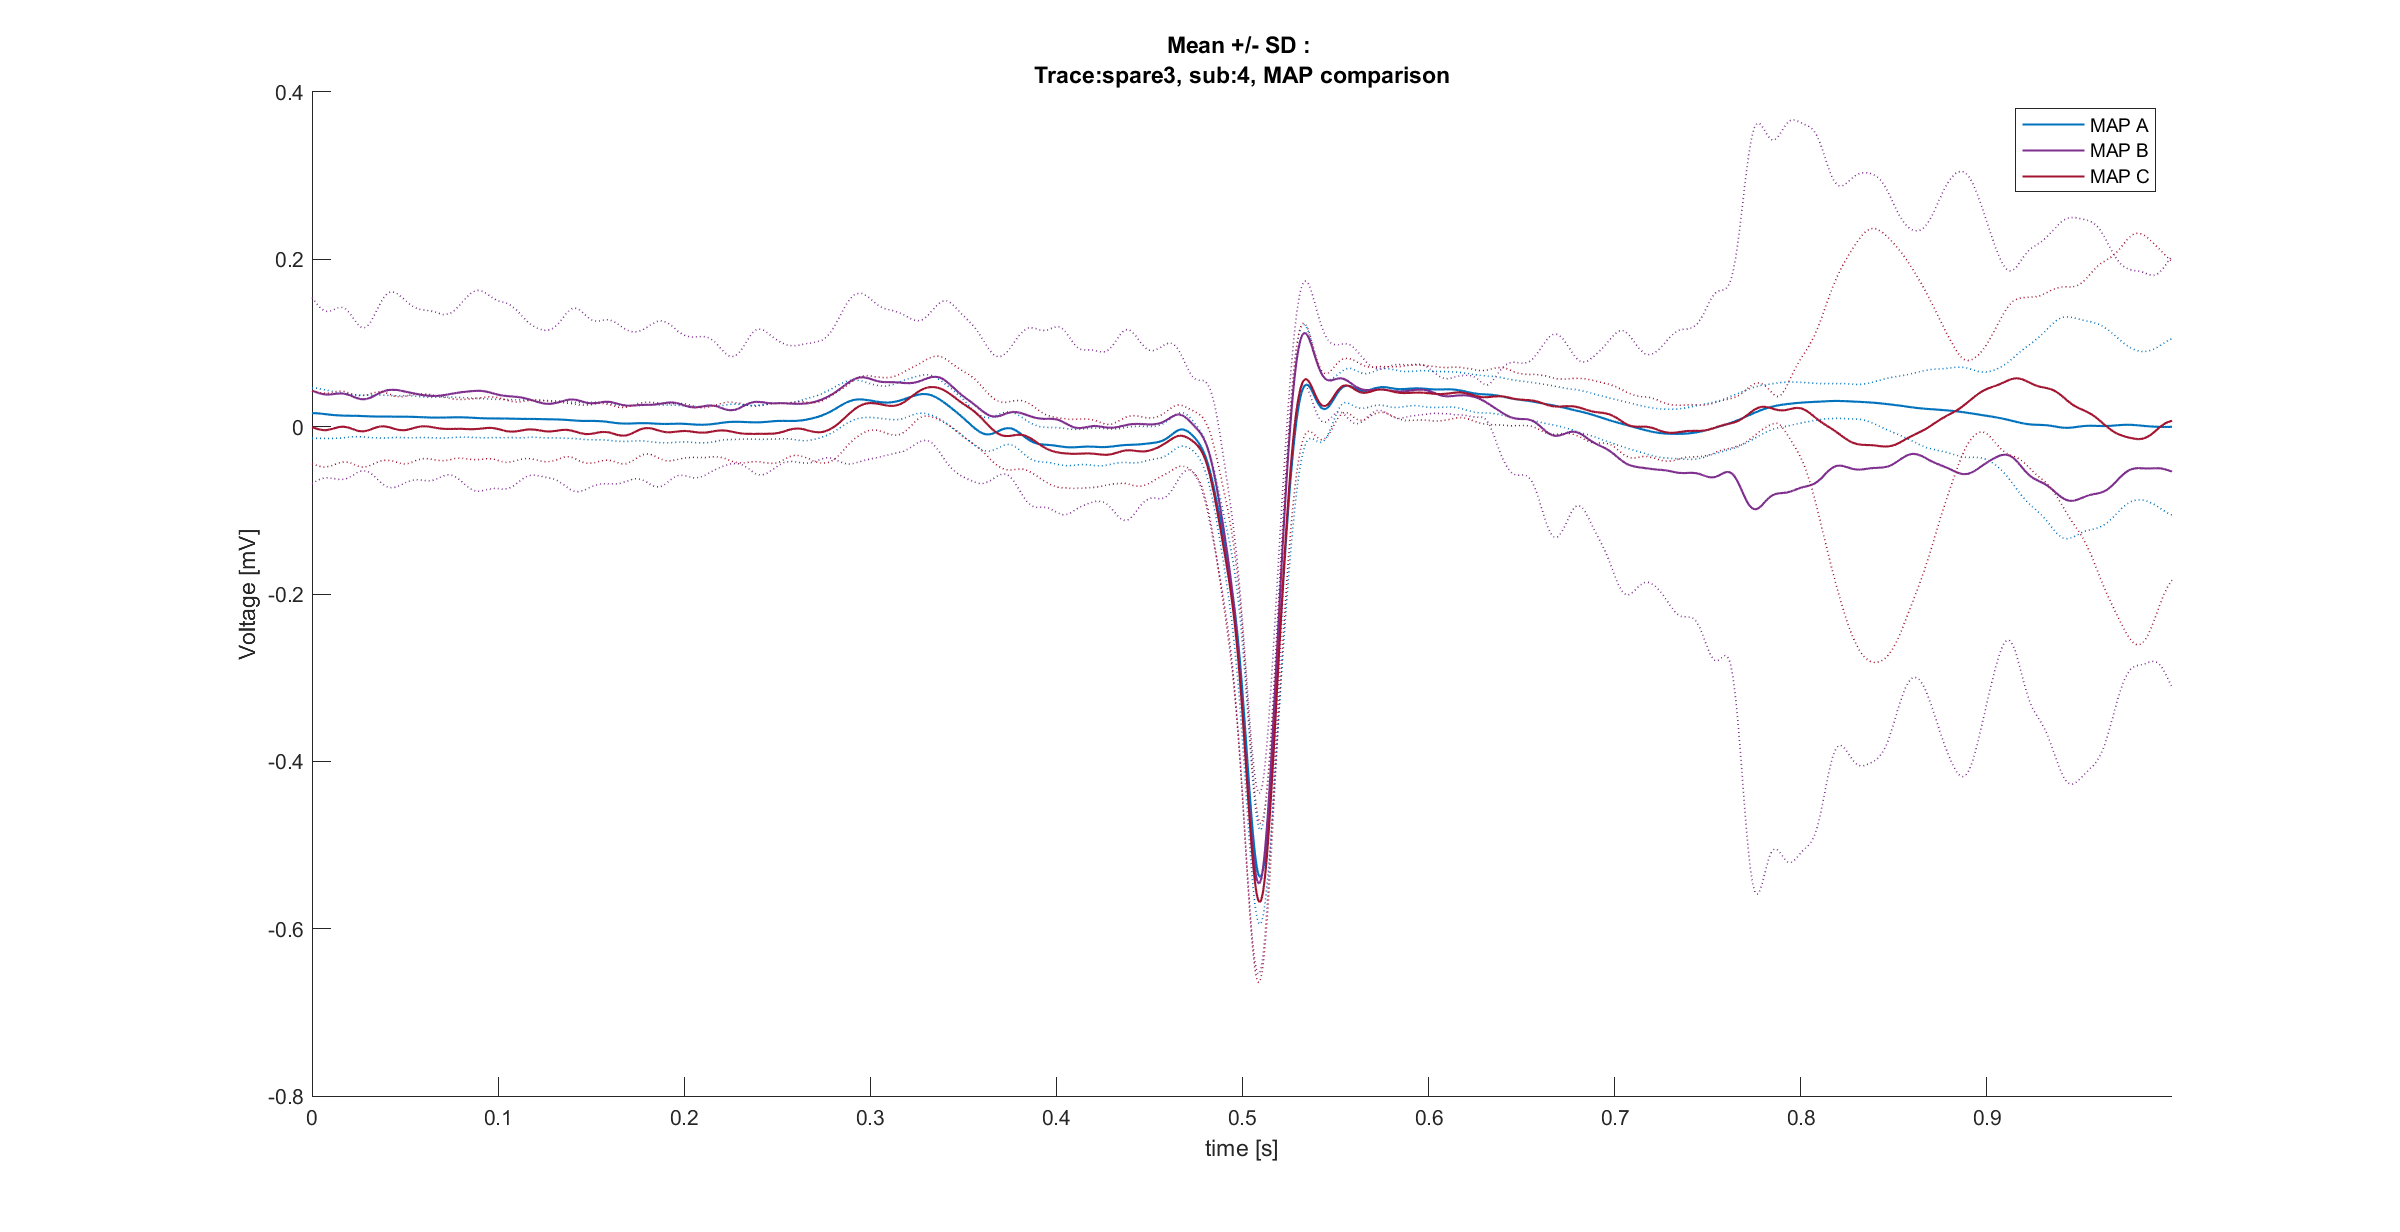 Mean +/- SD :
Trace:spare3, sub:4, MAP comparison
0.4
0.2
0
-0.2
-0.4
-0.6
-0.8
Voltage [mV]
MAP A
MAP B
MAP C
0 0.1 0.2 0.3 0.4 0.5 0.6 0.7 0.8 0.9
time [s]